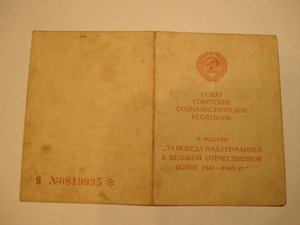 СОЮЗ
СОВЕТСКИХ
СОЦИАЛИСТИЧЕСКИХ
РЕСПУБЛИК
К МЕДАЛИ
"ЗА ПОБЕДУ НАД ГЕРМАНИЕЙ
В ВЕЛИКОЙ ОТЕЧЕСТВЕННОЙ
ВОЙНЕ 1941—1945 гг."
Я №0819935 ✻